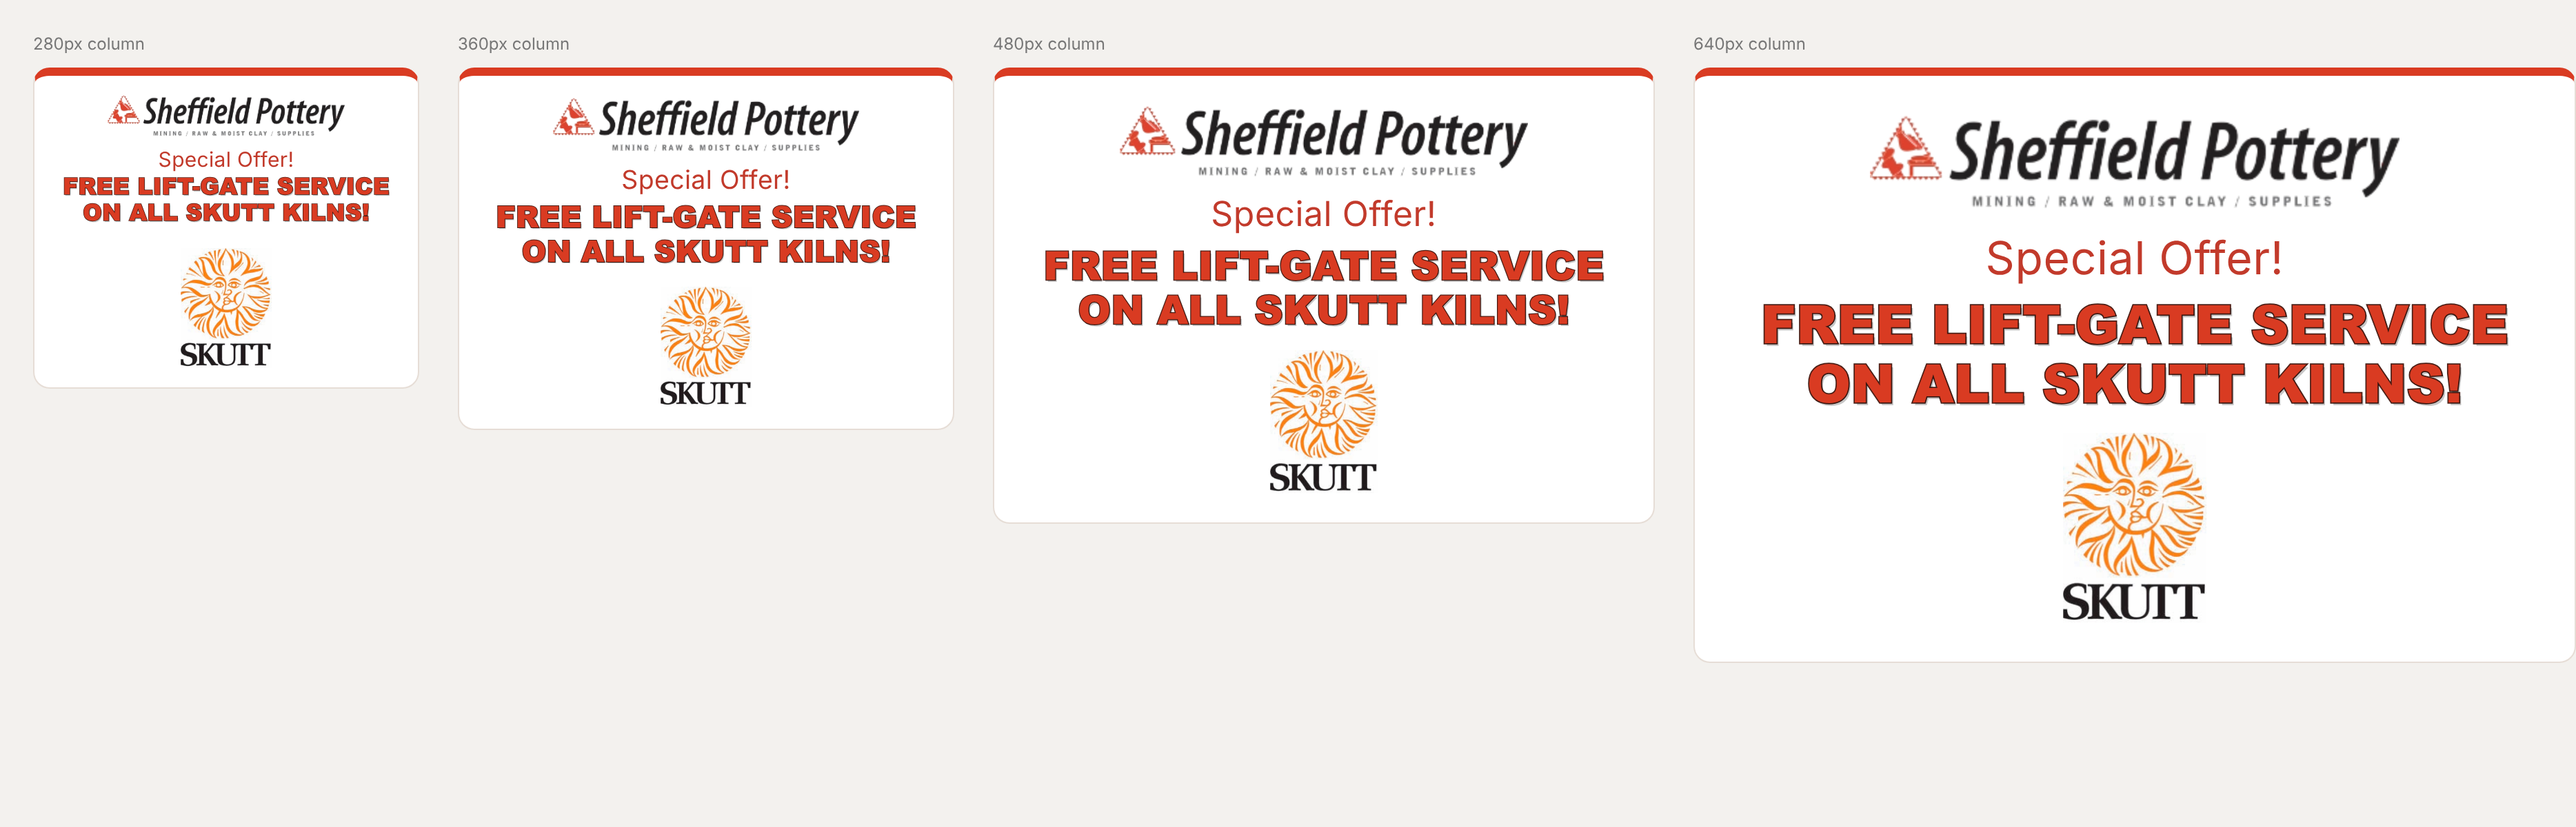 280px column
Sheffield Pottery
MINING / RAW & MOIST CLAY / SUPPLIES
Special Offer!
FREE LIFT-GATE SERVICE
ON ALL SKUTT KILNS!
SKUTT
360px column
Sheffield Pottery
MINING / RAW & MOIST CLAY / SUPPLIES
Special Offer!
FREE LIFT-GATE SERVICE
ON ALL SKUTT KILNS!
SKUTT
480px column
Sheffield Pottery
MINING / RAW & MOIST CLAY / SUPPLIES
Special Offer!
FREE LIFT-GATE SERVICE
ON ALL SKUTT KILNS!
SKUTT
640px column
Sheffield Pottery
MINING / RAW & MOIST CLAY / SUPPLIES
Special Offer!
FREE LIFT-GATE SERVICE
ON ALL SKUTT KILNS!
SKUTT